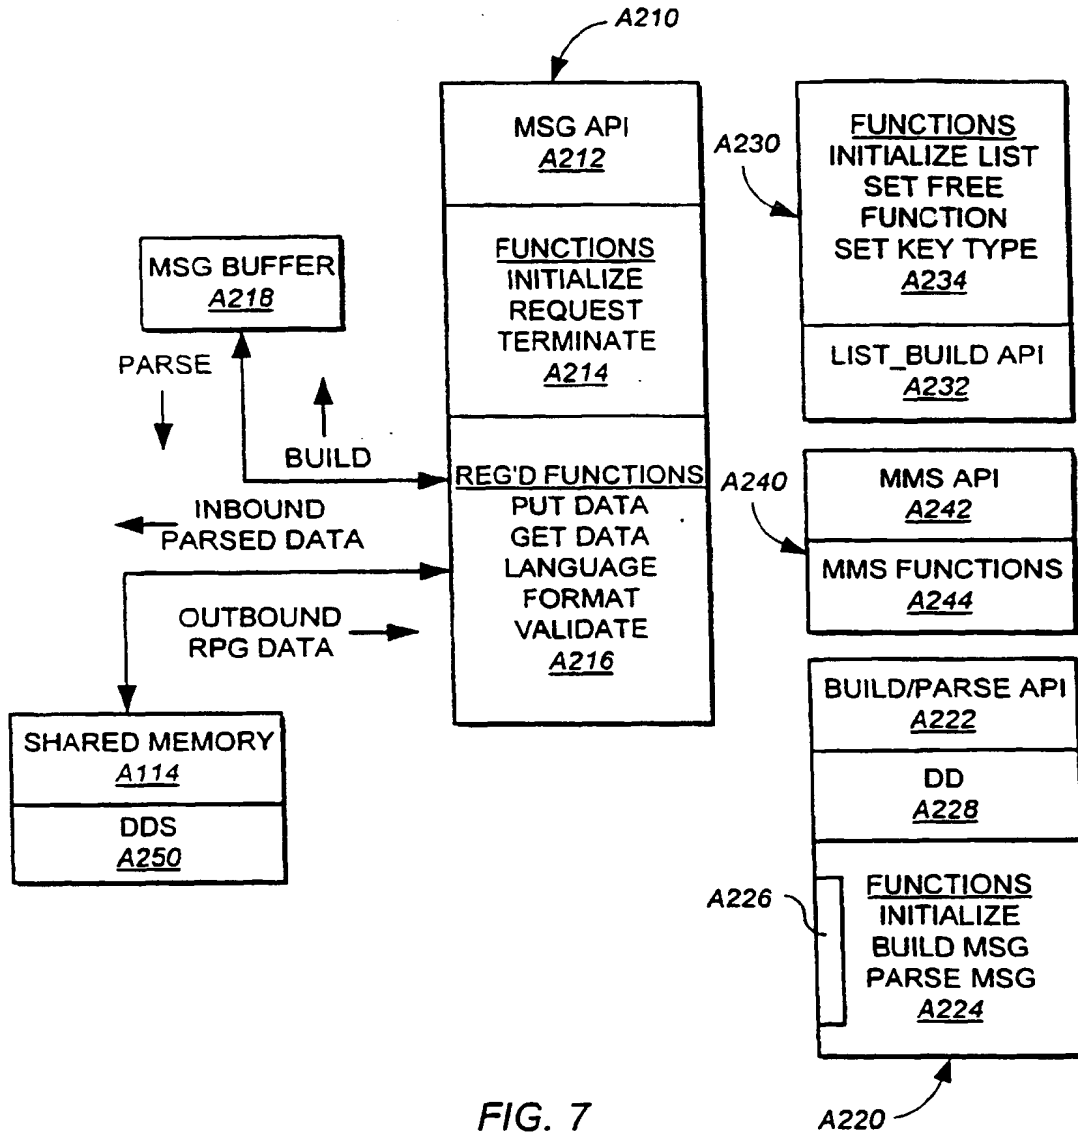 A210
MSG API
A212
FUNCTIONS
INITIALIZE
REQUEST
TERMINATE
A214
REG'D FUNCTIONS
PUT DATA
GET DATA
LANGUAGE
FORMAT
VALIDATE
A216
MSG BUFFER
A218
PARSE
BUILD
INBOUND
PARSED DATA
OUTBOUND
RPG DATA
SHARED MEMORY
A114
DDS
A250
A230
FUNCTIONS
INITIALIZE LIST
SET FREE
FUNCTION
SET KEY TYPE
A234
LIST_BUILD API
A232
A240
MMS API
A242
MMS FUNCTIONS
A244
BUILD/PARSE API
A222
DD
A228
A226
FUNCTIONS
INITIALIZE
BUILD MSG
PARSE MSG
A224
A220
FIG. 7